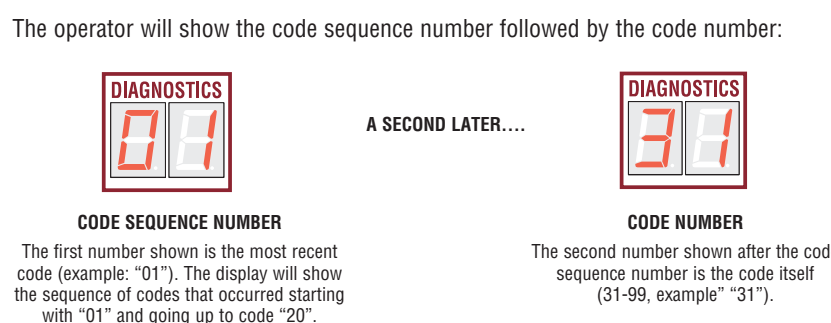 The operator will show the code sequence number followed by the code number:
DIAGNOSTICS
01
A SECOND LATER....
DIAGNOSTICS
31
CODE SEQUENCE NUMBER
The first number shown is the most recent
code (example: “01”). The display will show
the sequence of codes that occurred starting
with “01” and going up to code “20”.
CODE NUMBER
The second number shown after the cod
sequence number is the code itself
(31-99, example” “31”).